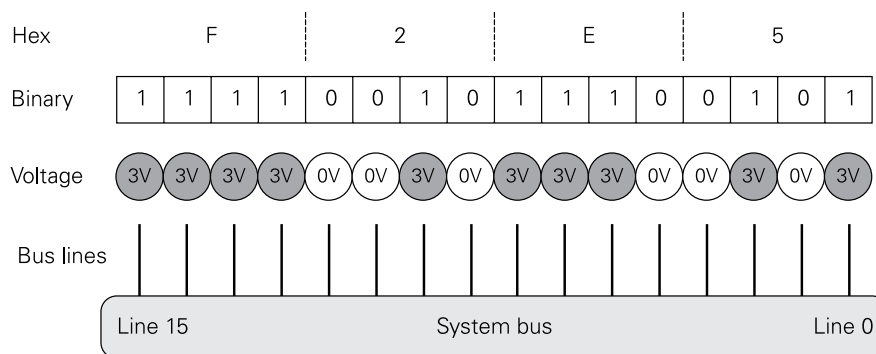 Hex F 2 E 5
Binary 1 1 1 1 0 0 1 0 1 1 1 0 0 1 0 1
Voltage 3V 3V 3V 3V 0V 0V 3V 0V 3V 3V 3V 0V 0V 3V 0V 3V
Bus lines
Line 15 System bus Line 0